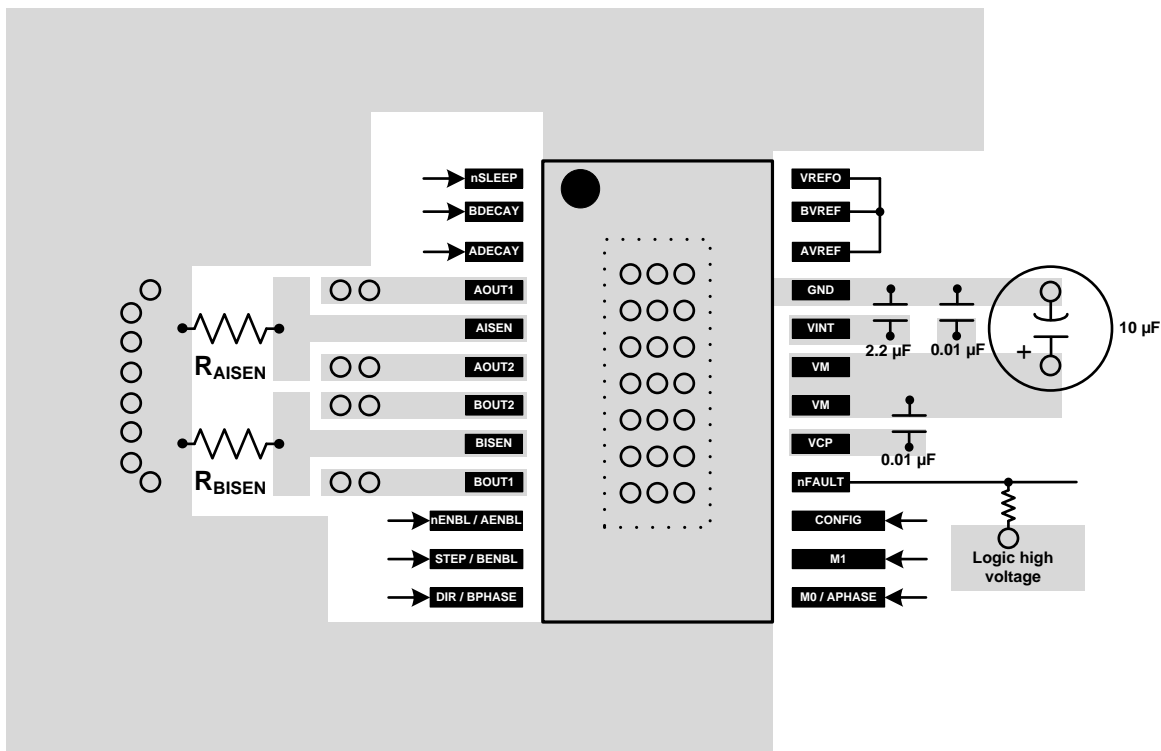 nSLEEP
BDECAY
ADECAY
AOUT1
AISEN
AOUT2
BOUT2
BISEN
BOUT1
nENBL / AENBL
STEP / BENBL
DIR / BPHASE
RAISEN
RBISEN
VREFO
BVREF
AVREF
GND
VINT
VM
VM
VCP
nFAULT
CONFIG
M1
M0 / APHASE
2.2 µF
0.01 µF
+
10 µF
0.01 µF
Logic high
voltage